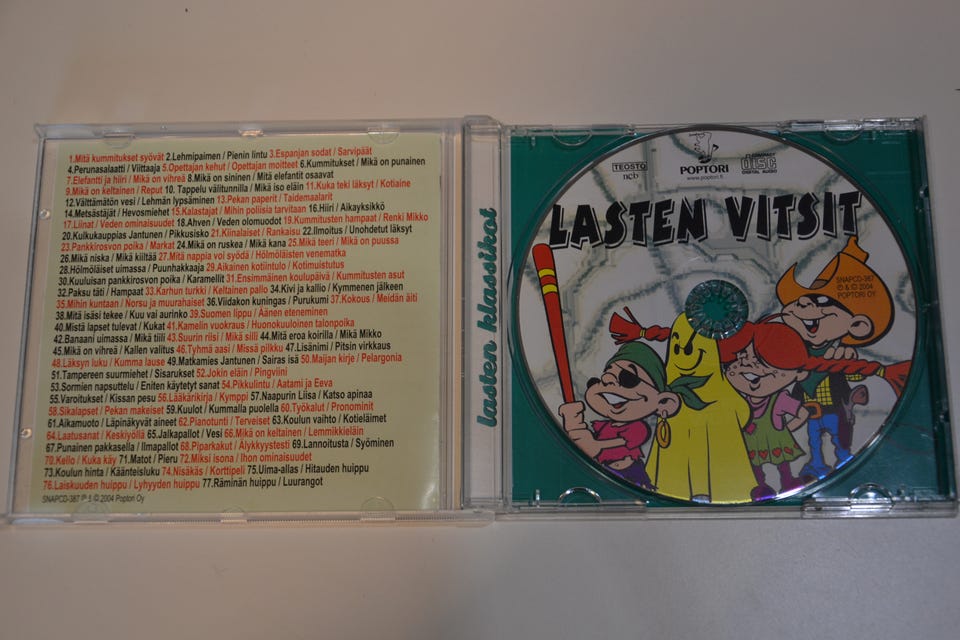 1.Mitä kummitukset syövät 2.Lehmipaimen / Pienin lintu 3.Espanjan sodat / Sarvipäät
4.Perunasalaatti / Viittaaja 5.Opettajan kehut / Opettajan moitteet 6.Kummitukset / Mikä on punainen
7.Elefantti ja hiiri / Mikä on vihreä 8.Mikä on sininen / Mitä elefantit osaavat
9.Mikä on keltainen / Reput 10. Tappelu välitunnilla / Mikä iso eläin 11.Kuka teki läksyt / Kotiaine
12.Välttämätön vesi / Lehmän lypsäminen 13.Pekan paperit / Taidemaalarit
14.Metsästäjät / Hevosmiehet 15.Kalastajat / Mihin poliisia tarvitaan 16.Hiiri / Aikayksikkö
17.Liinat / Veden ominaisuudet 18.Ahven / Veden olomuodot 19.Kummitusten hampaat / Renki Mikko
20.Kulkukauppias Jantunen / Pikkusisko 21.Kiinalaiset / Rankaisu 22.Ilmoitus / Unohdetut läksyt
23.Pankkirosvon poika / Markat 24.Mikä on ruskea / Mikä kana 25.Mikä teeri / Mikä on puussa
26.Mikä niska / Mikä kiiltää 27.Mitä nappia voi syödä / Hölmöläisten venematka
28.Hölmöläiset uimassa / Puunhakkaaja 29.Aikainen kotiintulo / Kotimuistutus
30.Kuuluisan pankkirosvon poika / Karamellit 31.Ensimmäinen koulupäivä / Kummitusten asut
32.Paksu täti / Hampaat 33.Karhun turkki / Keltainen pallo 34.Kivi ja kallio / Kymmenen jälkeen
35.Mihin kuntaan / Norsu ja muurahaiset 36.Viidakon kuningas / Purukumi 37.Kokous / Meidän äiti
38.Mitä isäsi tekee / Kuu vai aurinko 39.Suomen lippu / Äänen eteneminen
40.Mistä lapset tulevat / Kukat 41.Kamelin vuokraus / Huonokuuloinen talonpoika
42.Banaani uimassa / Mikä tiili 43.Suurin riisi / Mikä silli 44.Mitä eroa koirilla / Mikä Mikko
45.Mikä on vihreä / Kallen valitus 46.Tyhmä aasi / Missä pilkku 47.Lisänimi / Pitsin virkkaus
48.Läksyn luku / Kumma lause 49.Matkamies Jantunen / Sairas isä 50.Maijan kirje / Pelargonia
51.Tampereen suurmiehet / Sisarukset 52.Jokin eläin / Pingviini
53.Sormien napsuttelu / Eniten käytetyt sanat 54.Pikkulintu / Aatami ja Eeva
55.Varoitukset / Kissan pesu 56.Lääkärikirja / Kymppi 57.Naapurin Liisa / Katso apinaa
58.Sikalapset / Pekan makeiset 59.Kuulot / Kummalla puolella 60.Työkalut / Pronominit
61.Aikamuoto / Läpinäkyvät aineet 62.Pianotunti / Terveiset 63.Koulun vaihto / Kotieläimet
64.Laatusanat / Keskiyöllä 65.Jalkapallot / Vesi 66.Mikä on keltainen / Lemmikkieläin
67.Punainen pakkasella / Ilmapallot 68.Piparkakut / Älykkyystesti 69.Lannoitusta / Syöminen
70.Kello / Kuka käy 71.Matot / Pieru 72.Miksi isona / Ihon ominaisuudet
73.Koulun hinta / Käänteisluku 74.Nisäkäs / Korttipeli 75.Uima-allas / Hitauden huippu
76.Laiskuuden huippu / Lyhyyden huippu 77.Räminän huippu / Luurangot
SNAPCD-387 ℗ & © 2004 Poptori Oy
lasten klassikot
TEOSTO
ncb
POPTORI
www.poptori.fi
COMPACT
disc
DIGITAL AUDIO
LASTEN VITSIT
SNAPCD-387
℗ & © 2004
POPTORI OY